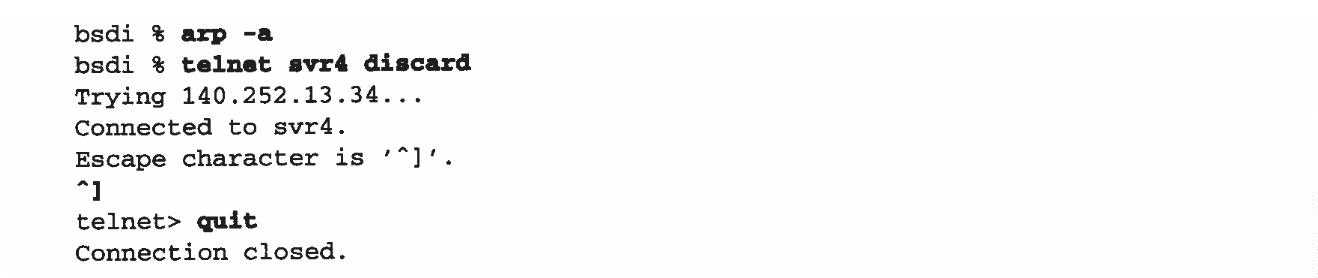 bsdi % arp -a
bsdi % telnet svr4 discard
Trying 140.252.13.34...
Connected to svr4.
Escape character is '^]'.
^]
telnet> quit
Connection closed.